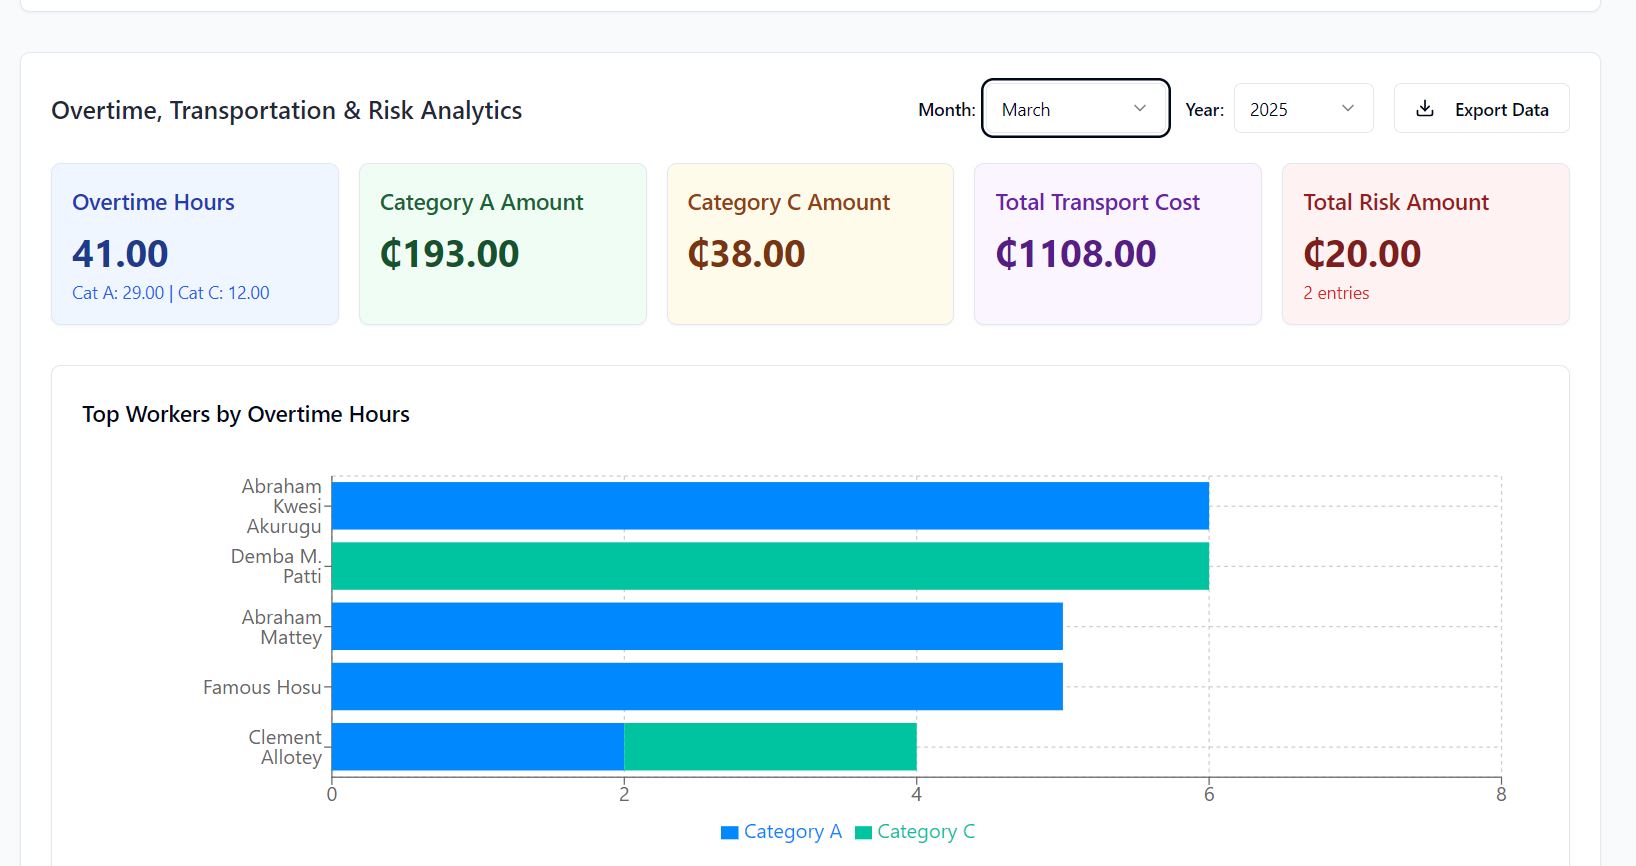 Overtime, Transportation & Risk Analytics
Month: March Year: 2025 Export Data
Overtime Hours
41.00
Cat A: 29.00 | Cat C: 12.00
Category A Amount
₵193.00
Category C Amount
₵38.00
Total Transport Cost
₵1108.00
Total Risk Amount
₵20.00
2 entries
Top Workers by Overtime Hours
Abraham
Kwesi
Akurugu
Demba M.
Patti
Abraham
Mattey
Famous Hosu
Clement
Allotey
0 2 4 6 8
Category A Category C